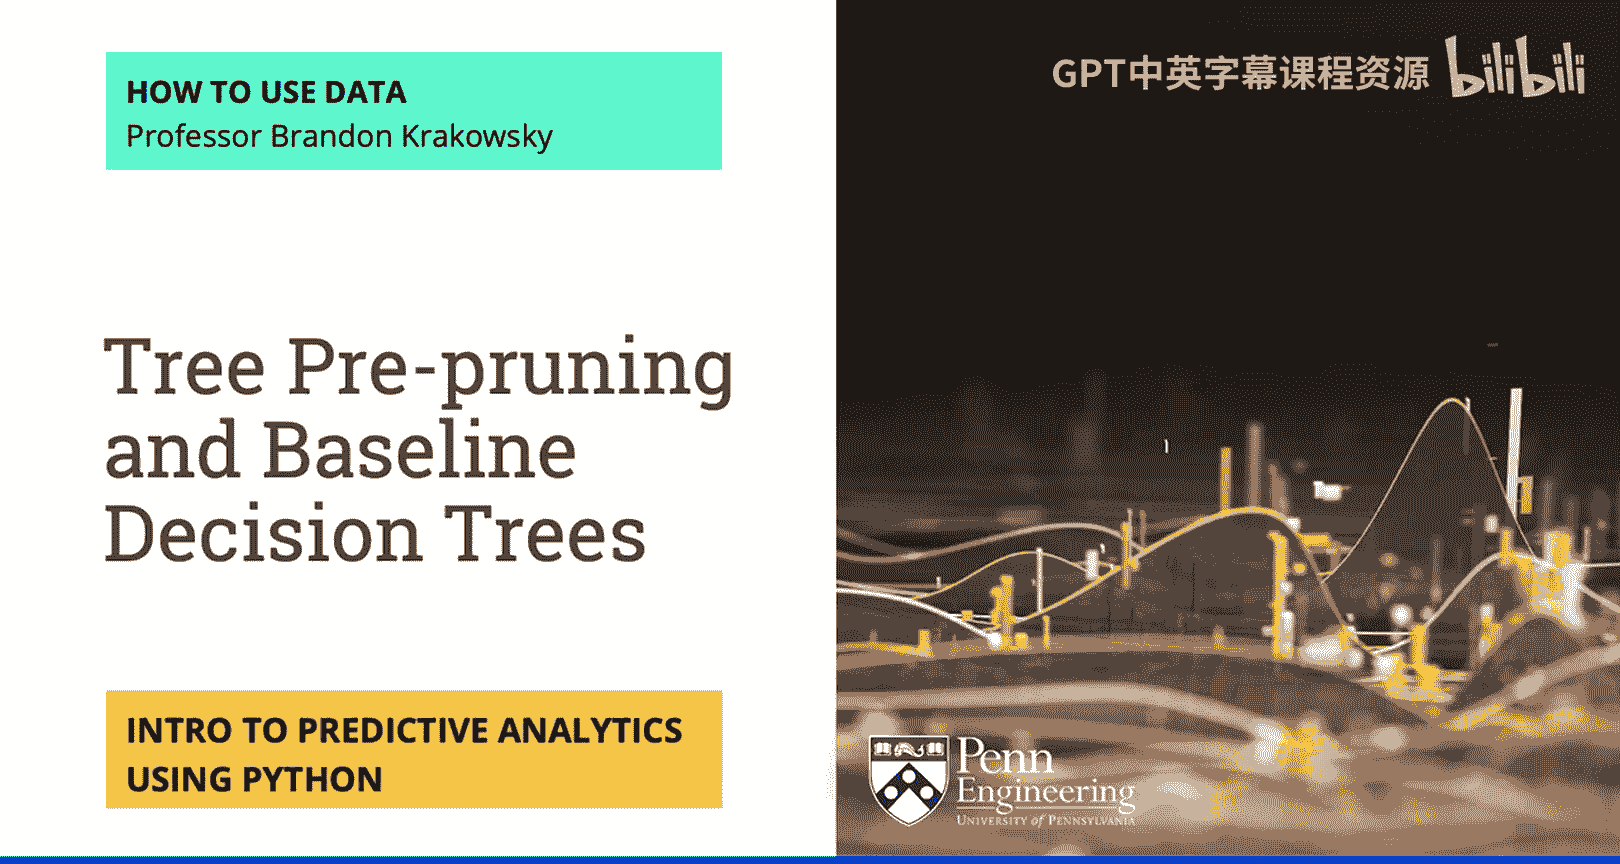 HOW TO USE DATA
Professor Brandon Krakowsky
Tree Pre-pruning
and Baseline
Decision Trees
INTRO TO PREDICTIVE ANALYTICS
USING PYTHON
GPT中英字幕课程资源 bilibili
Penn
Engineering
UNIVERSITY of PENNSYLVANIA